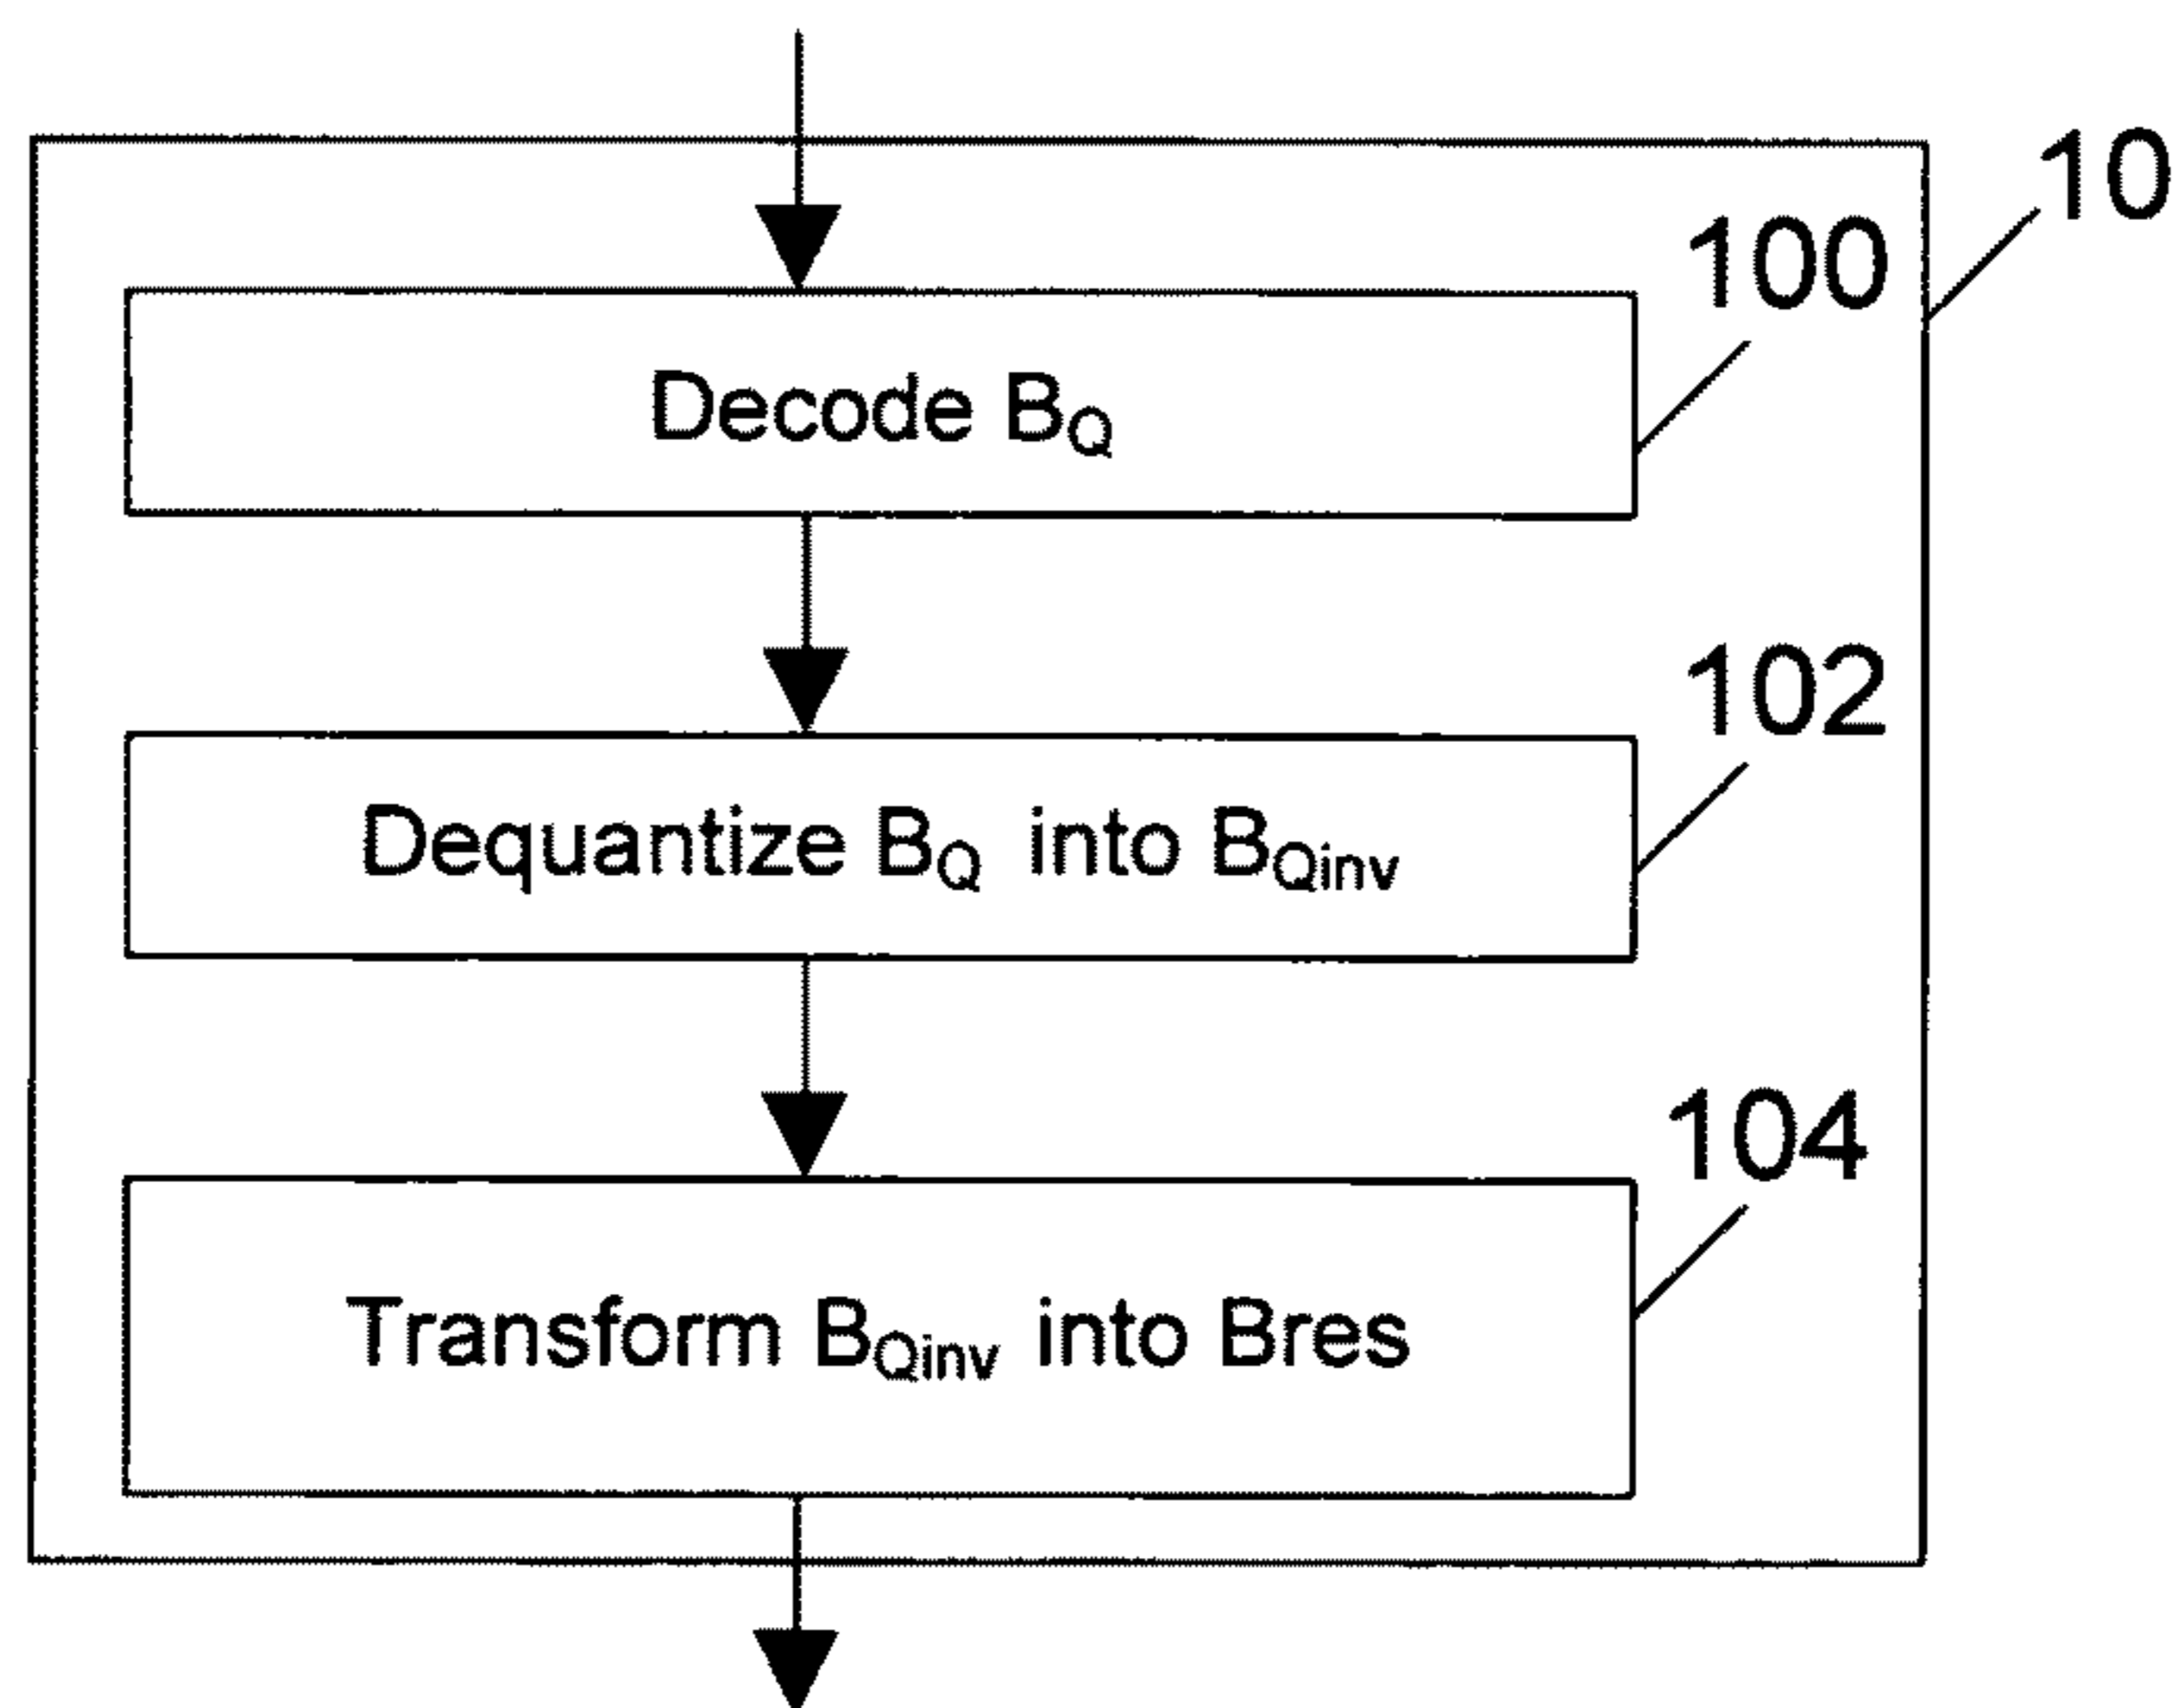 10
100
Decode BQ
102
Dequantize BQ into BQinv
104
Transform BQinv into Bres